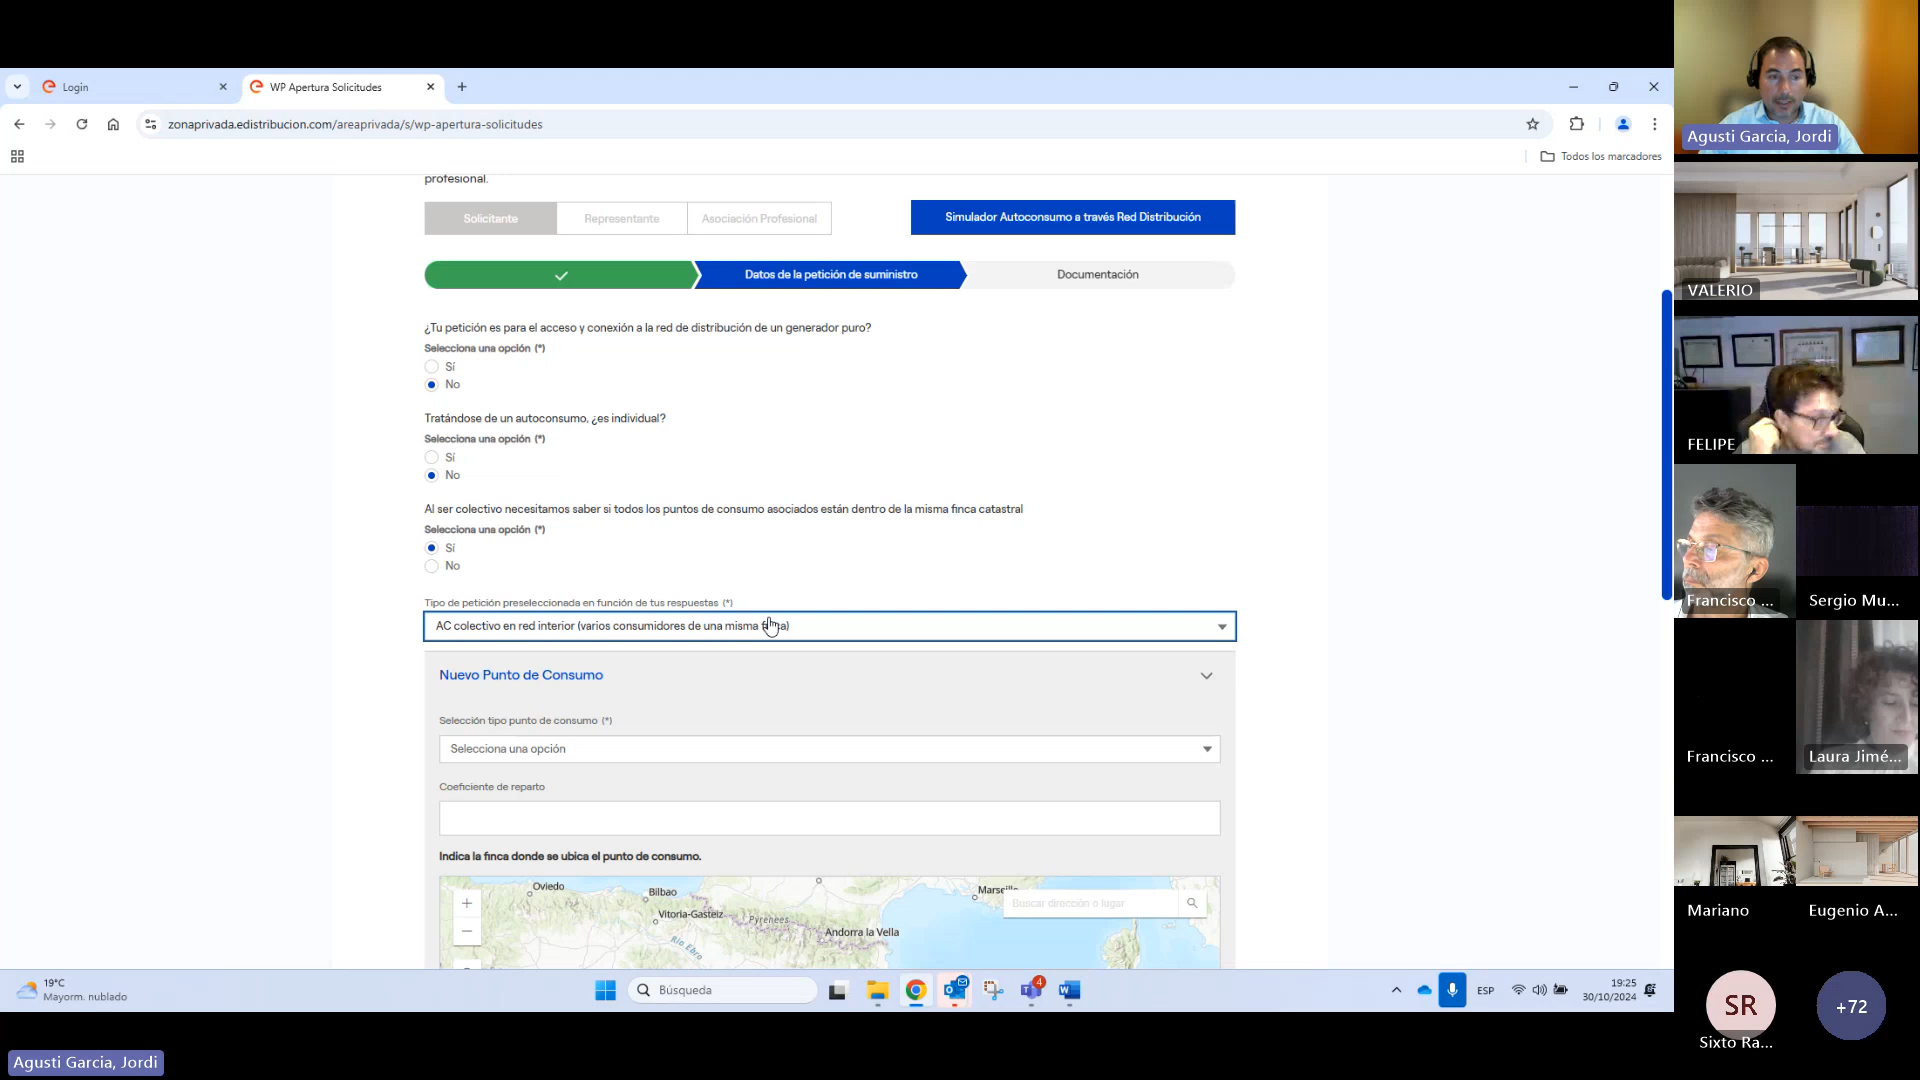 Login
WP Apertura Solicitudes
zonaprivada.edistribucion.com/areaprivada/s/wp-apertura-solicitudes
Todos los marcadores
profesional.
Solicitante
Representante
Asociación Profesional
Simulador Autoconsumo a través Red Distribución
Datos de la petición de suministro
Documentación
¿Tu petición es para el acceso y conexión a la red de distribución de un generador puro?
Selecciona una opción (*)
Sí
No
Tratándose de un autoconsumo, ¿es individual?
Selecciona una opción (*)
Sí
No
Al ser colectivo necesitamos saber si todos los puntos de consumo asociados están dentro de la misma finca catastral
Selecciona una opción (*)
Sí
No
Tipo de petición preseleccionada en función de tus respuestas (*)
AC colectivo en red interior (varios consumidores de una misma finca)
Nuevo Punto de Consumo
Selección tipo punto de consumo (*)
Selecciona una opción
Coeficiente de reparto
Indica la finca donde se ubica el punto de consumo.
Oviedo
Bilbao
Vitoria-Gasteiz
Pyrenees
Río Ebro
Andorra la Vella
Marseille
Buscar dirección o lugar
19°C
Mayorm. nublado
Búsqueda
4
ESP
19:25
30/10/2024
Agusti Garcia, Jordi
VALERIO
FELIPE
Francisco ...
Sergio Mu...
Francisco ...
Laura Jimé...
Mariano
Eugenio A...
SR
Sixto Ra...
+72
Agusti Garcia, Jordi